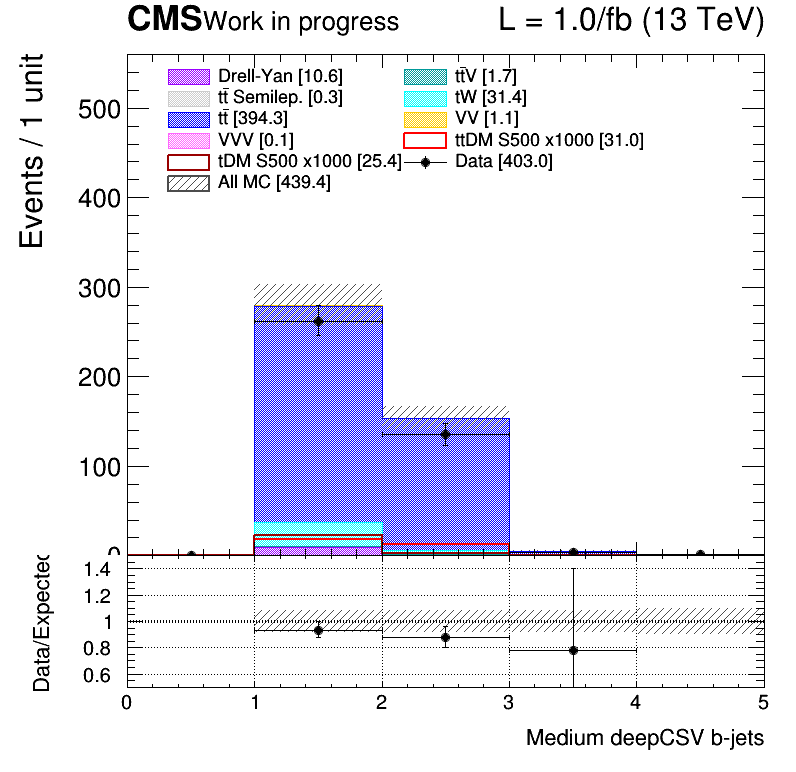 CMS Work in progress L = 1.0/fb (13 TeV)
Events / 1 unit
500
400
300
200
100
0
Drell-Yan [10.6] tt̄V [1.7]
tt̄ Semilep. [0.3] tW [31.4]
tt̄ [394.3] VV [1.1]
VVV [0.1] ttDM S500 x1000 [31.0]
tDM S500 x1000 [25.4] Data [403.0]
All MC [439.4]
Data/Expected
1.4
1.2
1
0.8
0.6
0 1 2 3 4 5
Medium deepCSV b-jets